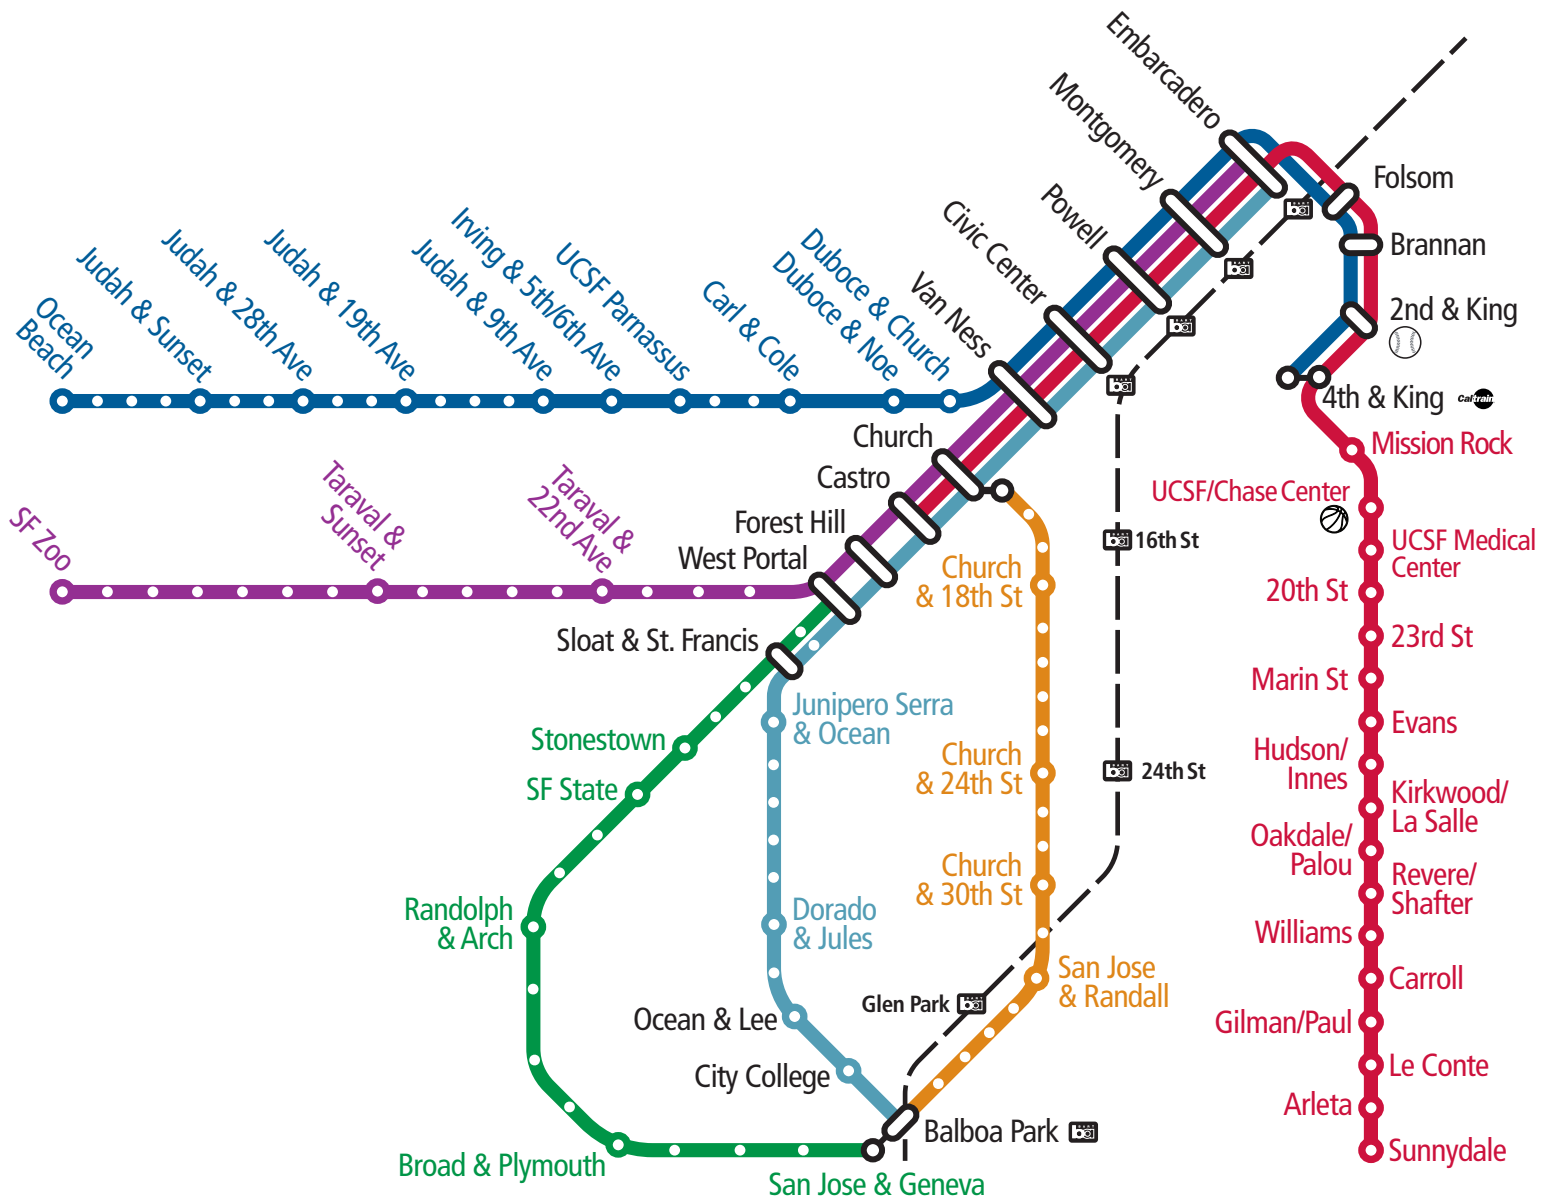 Embarcadero
Montgomery
Powell
Civic Center
Van Ness
Folsom
Brannan
2nd & King
4th & King
Caltrain
Ocean
Beach
Judah & Sunset
Judah & 28th Ave
Judah & 19th Ave
Judah & 9th Ave
Irving & 5th/6th Ave
UCSF Parnassus
Carl & Cole
Duboce & Noe
Duboce & Church
Church
Castro
Forest Hill
West Portal
SF Zoo
Taraval &
Sunset
Taraval &
22nd Ave
Sloat & St. Francis
Stonestown
SF State
Randolph
& Arch
Broad & Plymouth
San Jose & Geneva
Junipero Serra
& Ocean
Dorado
& Jules
Ocean & Lee
City College
Balboa Park
Church
& 18th St
Church
& 24th St
Church
& 30th St
San Jose
& Randall
16th St
24th St
Glen Park
Mission Rock
UCSF/Chase Center
UCSF Medical
Center
20th St
23rd St
Marin St
Evans
Hudson/
Innes
Kirkwood/
La Salle
Oakdale/
Palou
Revere/
Shafter
Williams
Carroll
Gilman/Paul
Le Conte
Arleta
Sunnydale